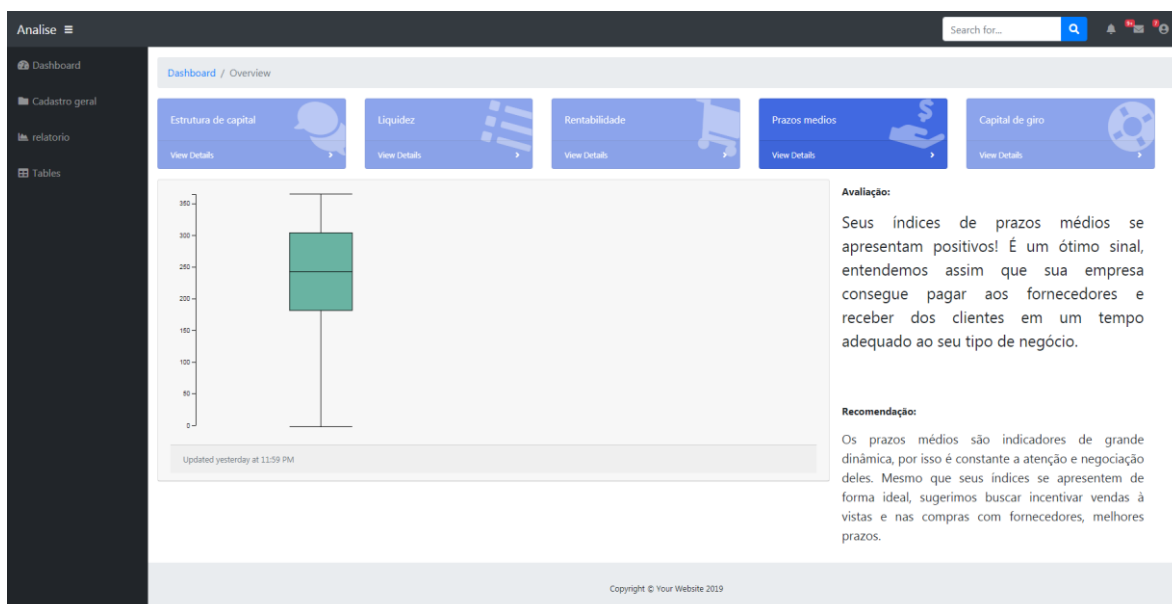 Analise
Search for...
9+
7
Dashboard
Cadastro geral
relatorio
Tables
Dashboard / Overview
Estrutura de capital
View Details
Liquidez
View Details
Rentabilidade
View Details
Prazos medios
View Details
Capital de giro
View Details
350
300
250
200
150
100
50
0
Updated yesterday at 11:59 PM
Avaliação:
Seus índices de prazos médios se
apresentam positivos! É um ótimo sinal,
entendemos assim que sua empresa
consegue pagar aos fornecedores e
receber dos clientes em um tempo
adequado ao seu tipo de negócio.
Recomendação:
Os prazos médios são indicadores de grande
dinâmica, por isso é constante a atenção e negociação
deles. Mesmo que seus índices se apresentem de
forma ideal, sugerimos buscar incentivar vendas à
vistas e nas compras com fornecedores, melhores
prazos.
Copyright © Your Website 2019